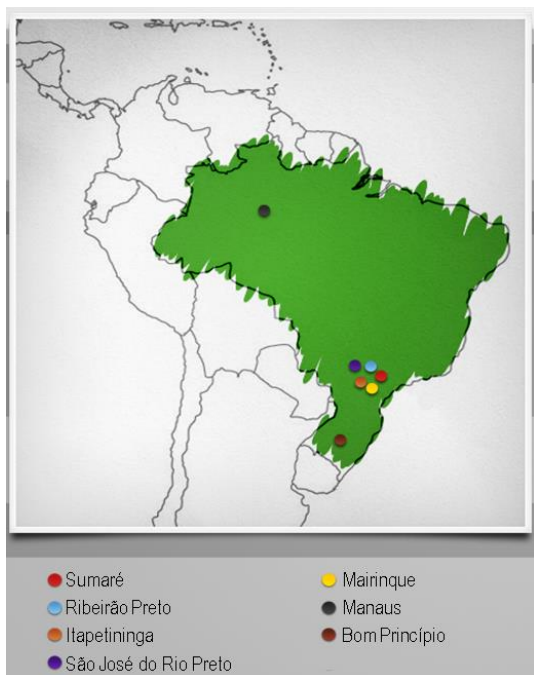 Sumaré
Ribeirão Preto
Itapetininga
São José do Rio Preto
Mairinque
Manaus
Bom Princípio